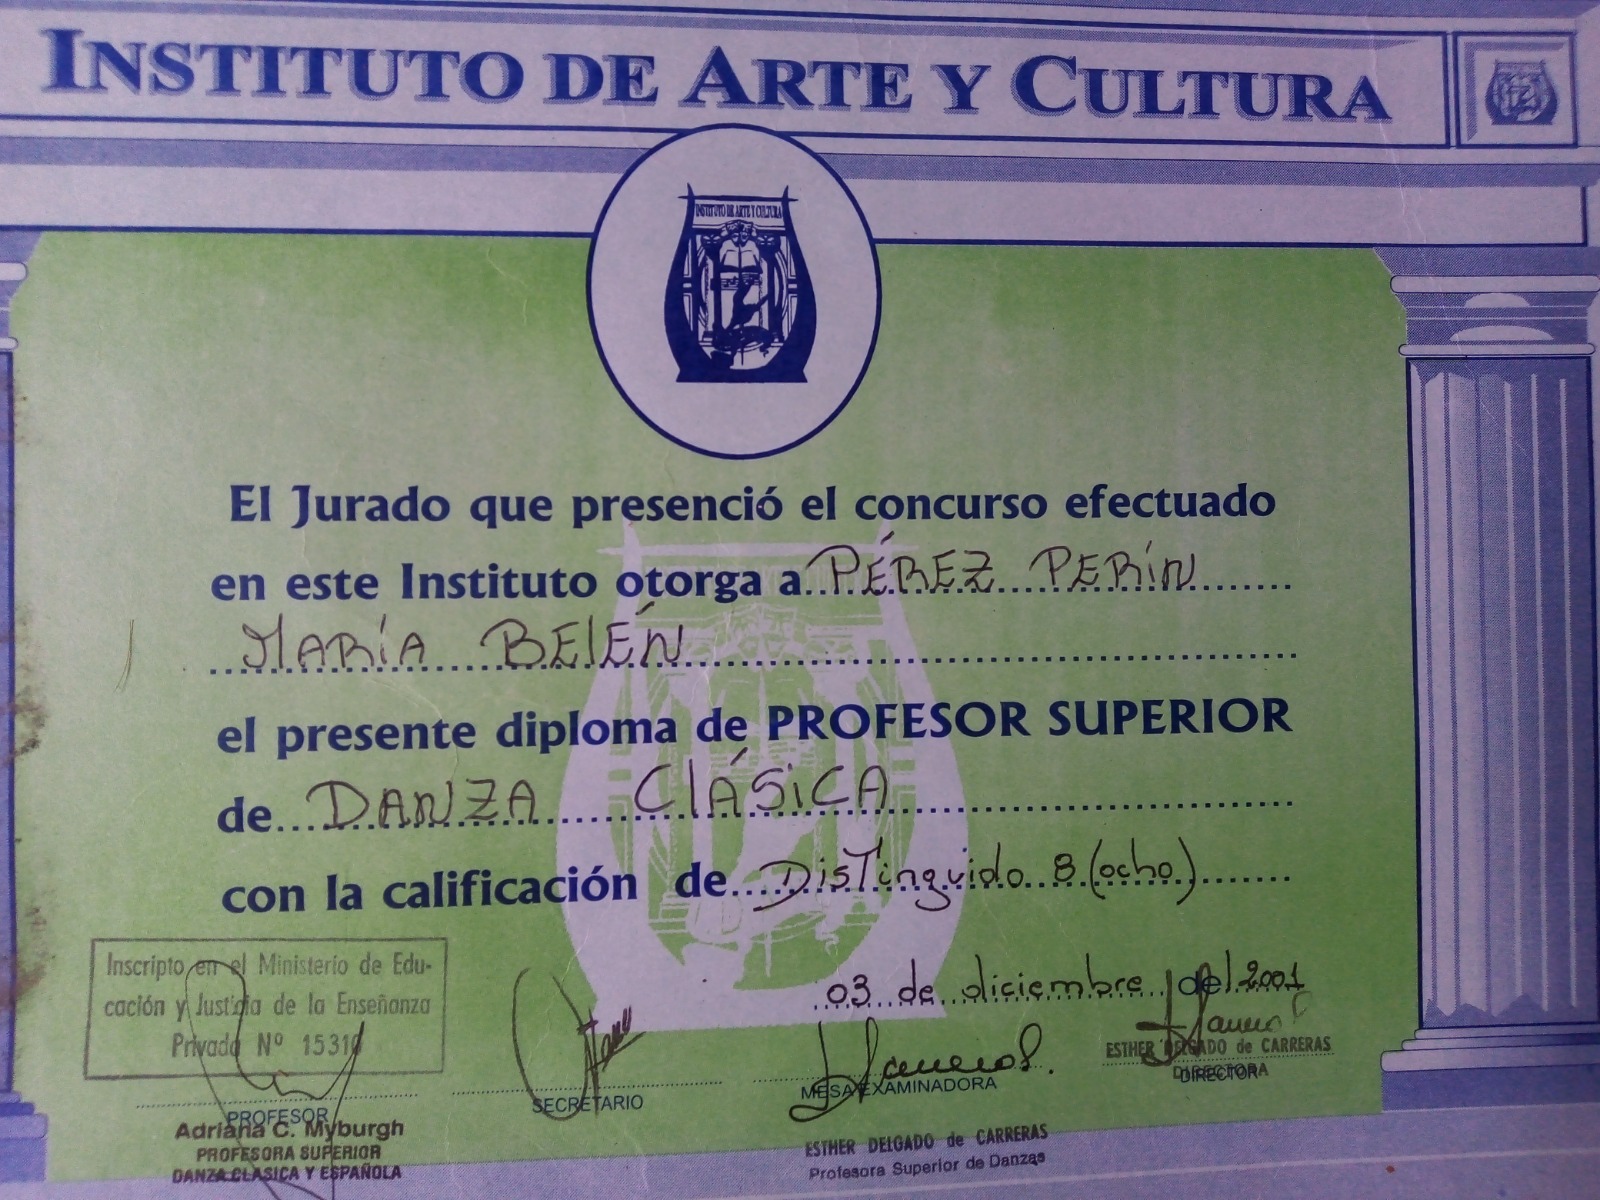 INSTITUTO DE ARTE Y CULTURA
INSTITUTO DE ARTE Y CULTURA
El Jurado que presenció el concurso efectuado
en este Instituto otorga a PÉREZ PERÍN
MARÍA BELÉN
el presente diploma de PROFESOR SUPERIOR
de DANZA CLÁSICA
con la calificación de Distinguido 8 (ocho)
03 de diciembre del 2001
Inscripto en el Ministerio de Edu-
cación y Justicia de la Enseñanza
Privada Nº 15310
PROFESOR
Adriana C. Myburgh
PROFESORA SUPERIOR
DANZA CLASICA Y ESPAÑOLA
SECRETARIO
MESA EXAMINADORA
ESTHER DELGADO de CARRERAS
Profesora Superior de Danzas
ESTHER DELGADO de CARRERAS
DIRECTORA
DIRECTOR